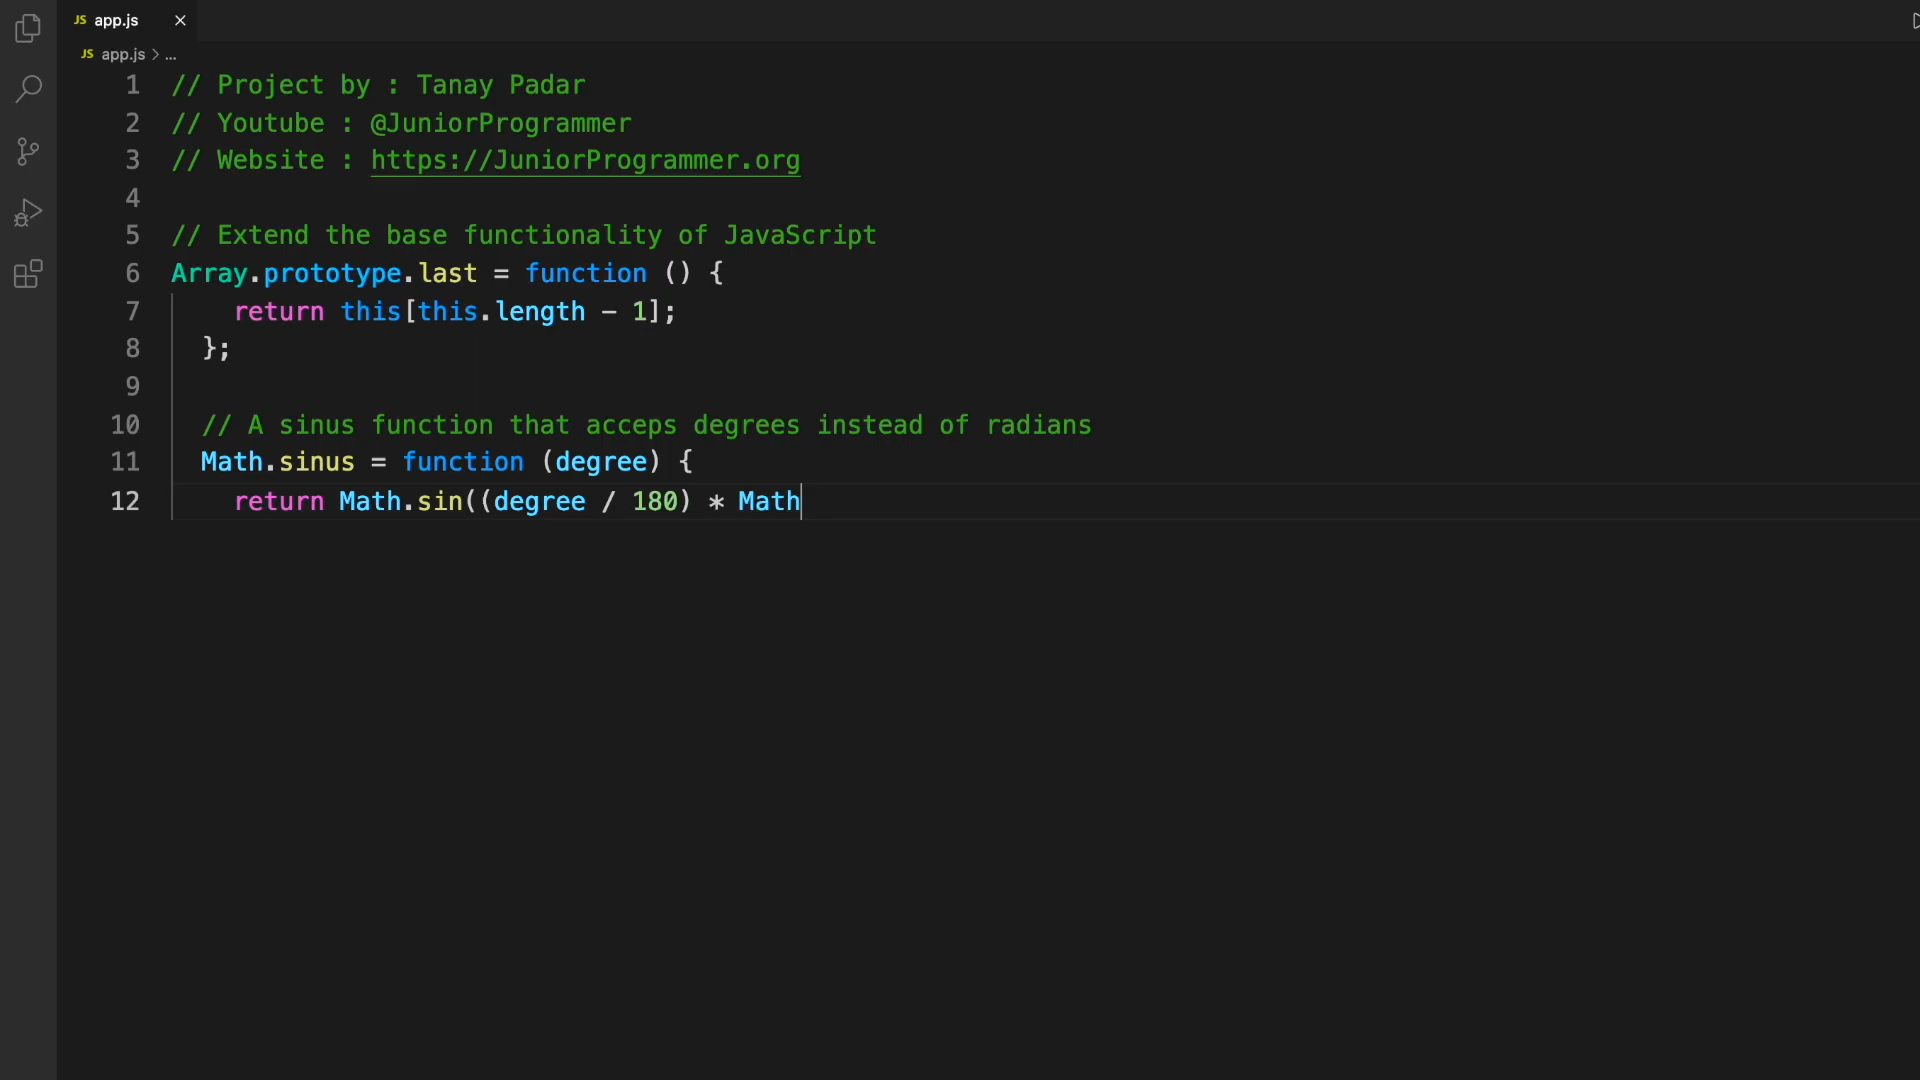 JS app.js ×
JS app.js > ...
1 // Project by : Tanay Padar
2 // Youtube : @JuniorProgrammer
3 // Website : https://JuniorProgrammer.org
4
5 // Extend the base functionality of JavaScript
6 Array.prototype.last = function () {
7 return this[this.length - 1];
8 };
9
10 // A sinus function that acceps degrees instead of radians
11 Math.sinus = function (degree) {
12 return Math.sin((degree / 180) * Math